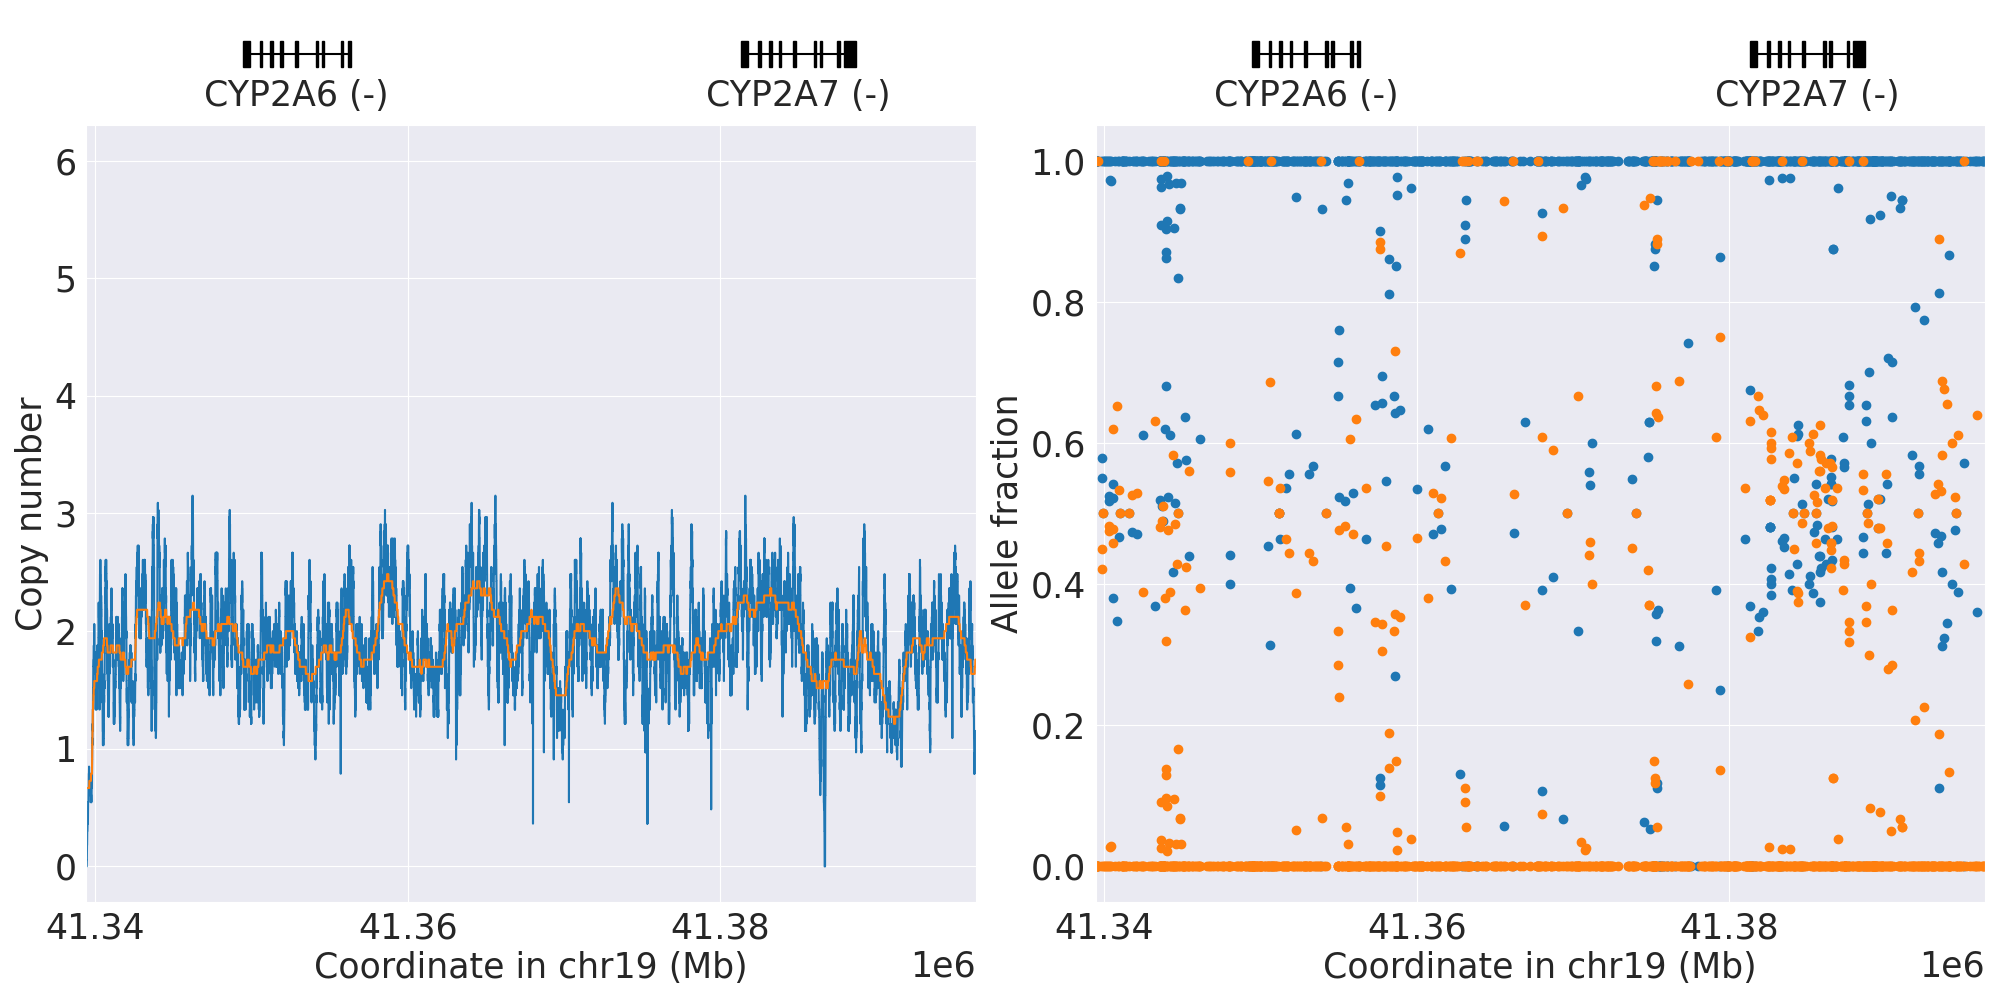 CYP2A6 (-)
CYP2A7 (-)
6
5
4
3
2
1
0
Copy number
41.34
41.36
41.38
Coordinate in chr19 (Mb)
1e6
CYP2A6 (-)
CYP2A7 (-)
1.0
0.8
0.6
0.4
0.2
0.0
Allele fraction
41.34
41.36
41.38
Coordinate in chr19 (Mb)
1e6